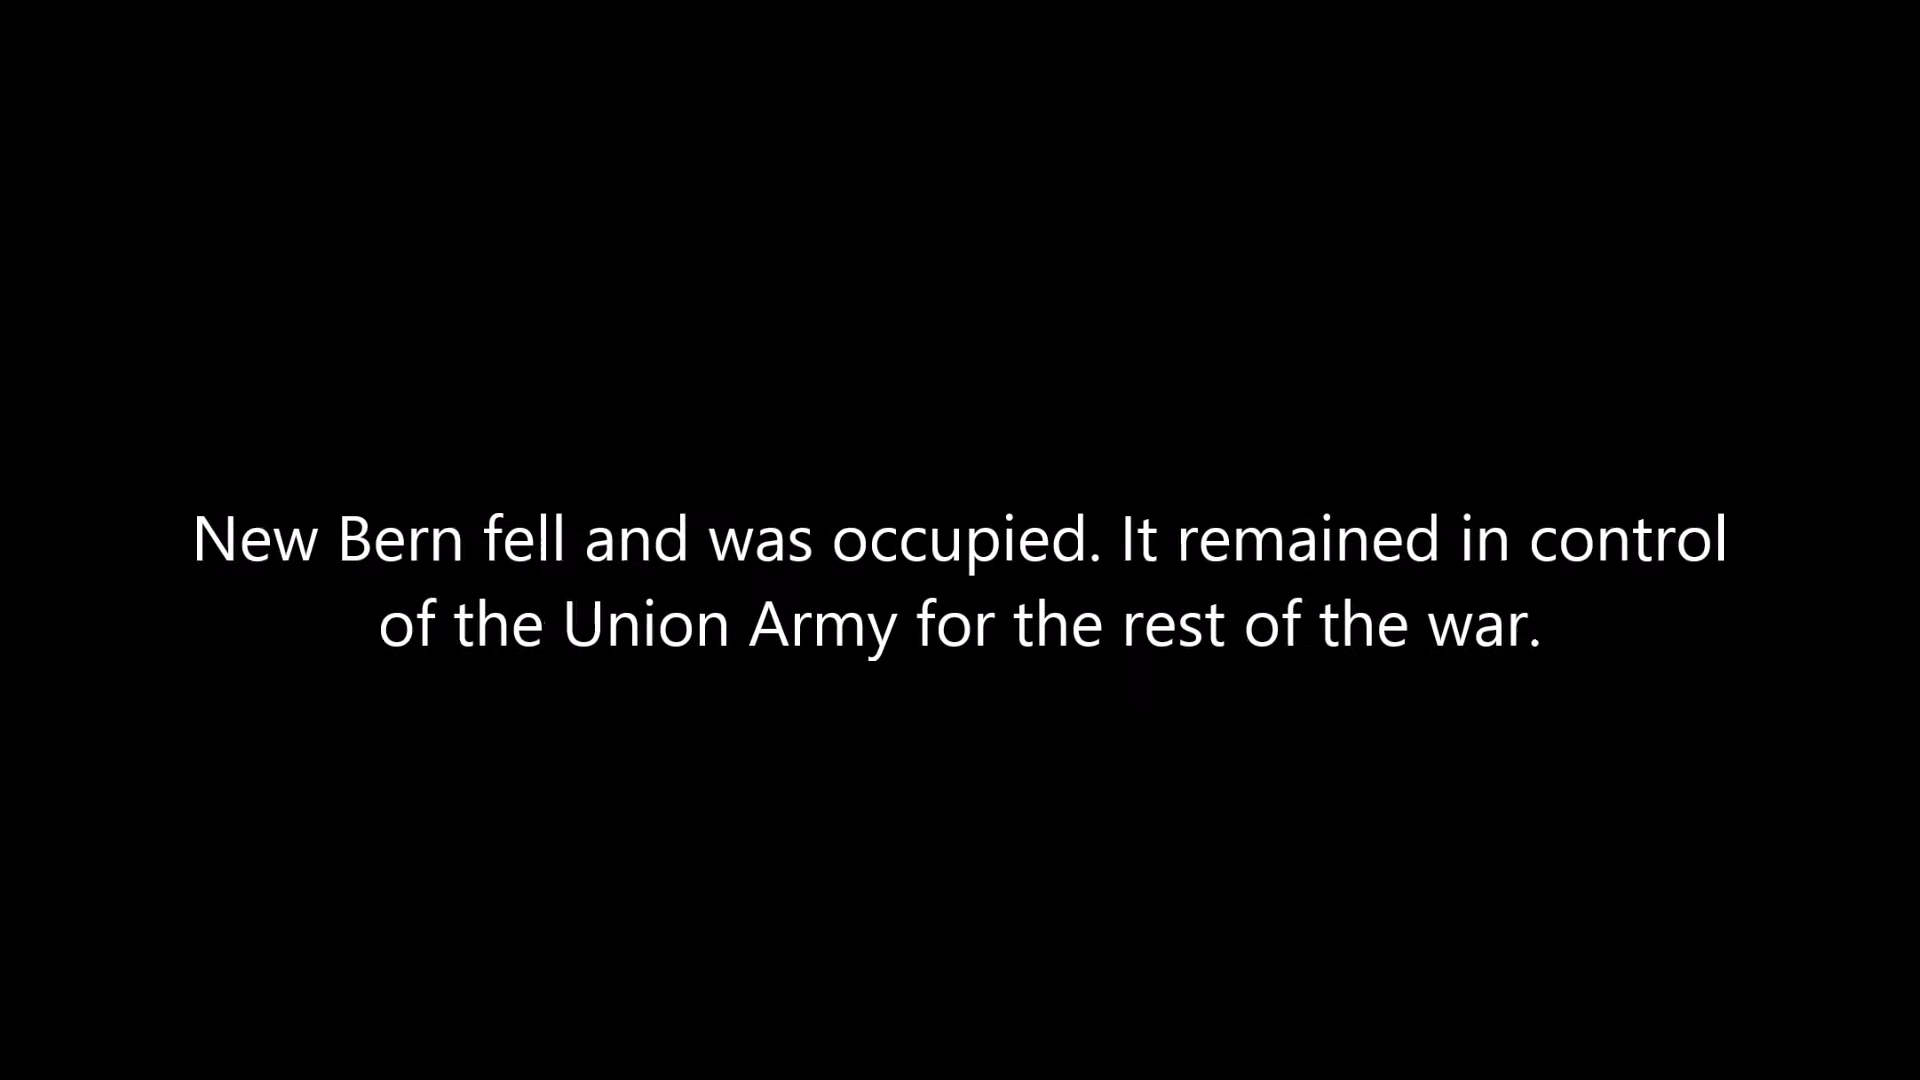 New Bern fell and was occupied. It remained in control
of the Union Army for the rest of the war.